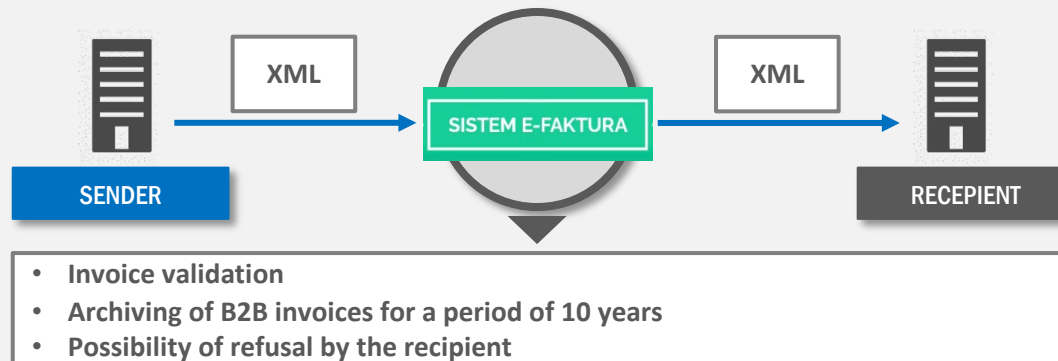 XML
XML
SISTEM E-FAKTURA
SENDER
RECEPIENT
• Invoice validation
• Archiving of B2B invoices for a period of 10 years
• Possibility of refusal by the recipient